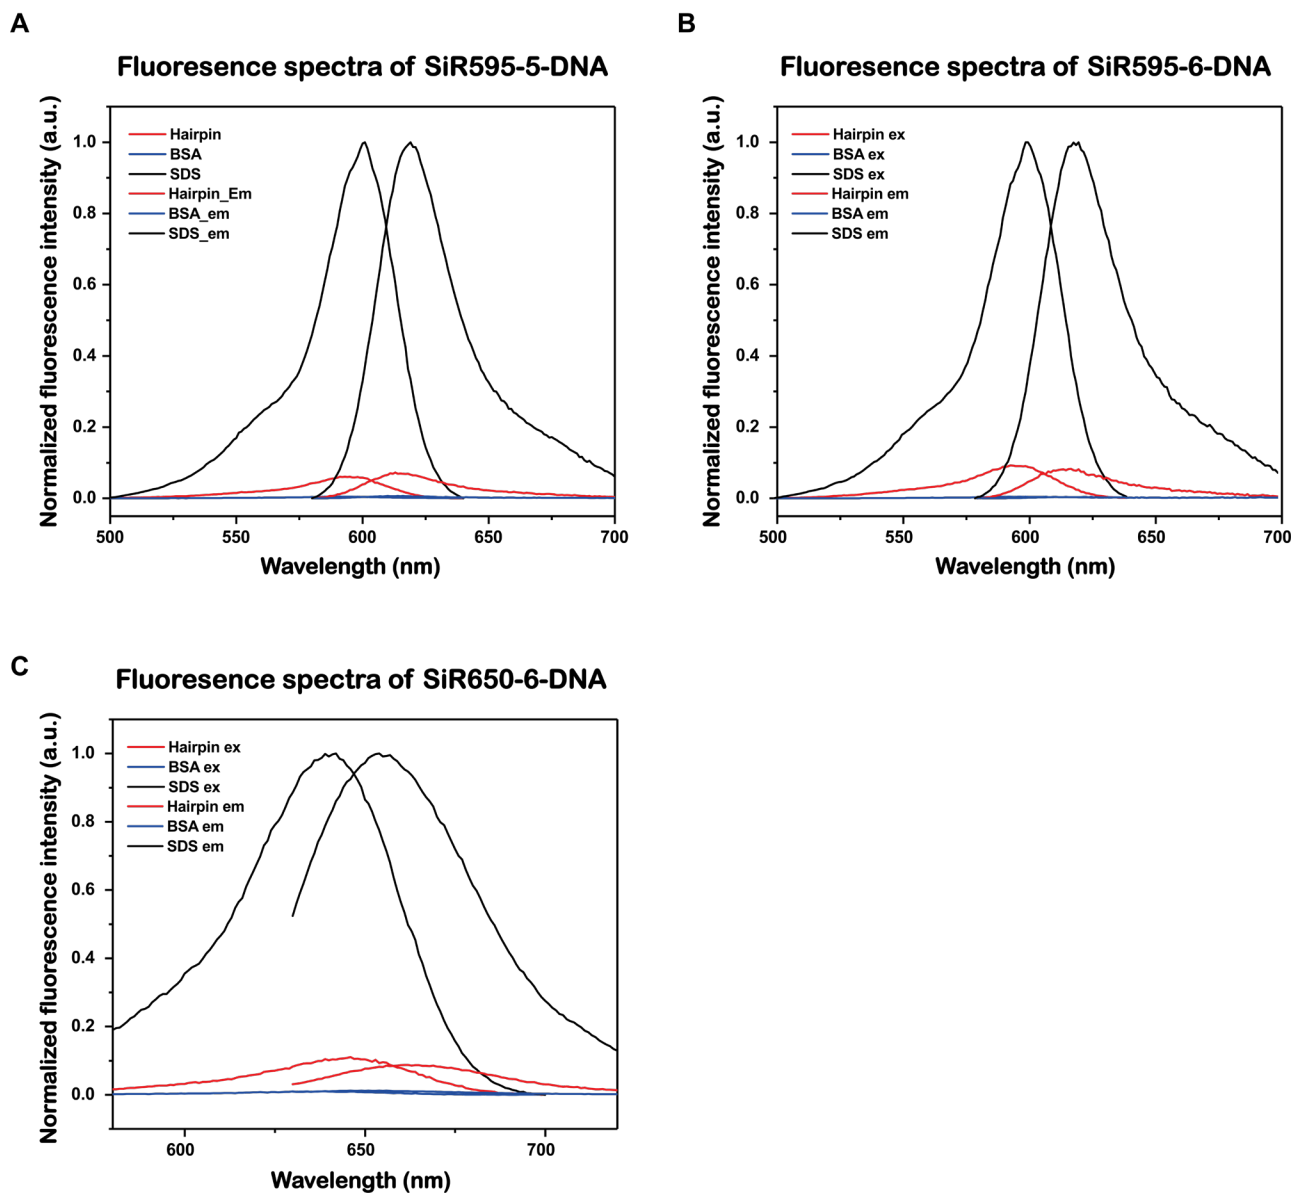 A
Fluoresence spectra of SiR595-5-DNA
Normalized fluorescence intensity (a.u.)
1.0
0.8
0.6
0.4
0.2
0.0
Hairpin
BSA
SDS
Hairpin_Em
BSA_em
SDS_em
500
550
600
650
700
Wavelength (nm)
B
Fluoresence spectra of SiR595-6-DNA
Normalized fluorescence intensity (a.u.)
1.0
0.8
0.6
0.4
0.2
0.0
Hairpin ex
BSA ex
SDS ex
Hairpin em
BSA em
SDS em
500
550
600
650
700
Wavelength (nm)
C
Fluoresence spectra of SiR650-6-DNA
Normalized fluorescence intensity (a.u.)
1.0
0.8
0.6
0.4
0.2
0.0
Hairpin ex
BSA ex
SDS ex
Hairpin em
BSA em
SDS em
600
650
700
Wavelength (nm)